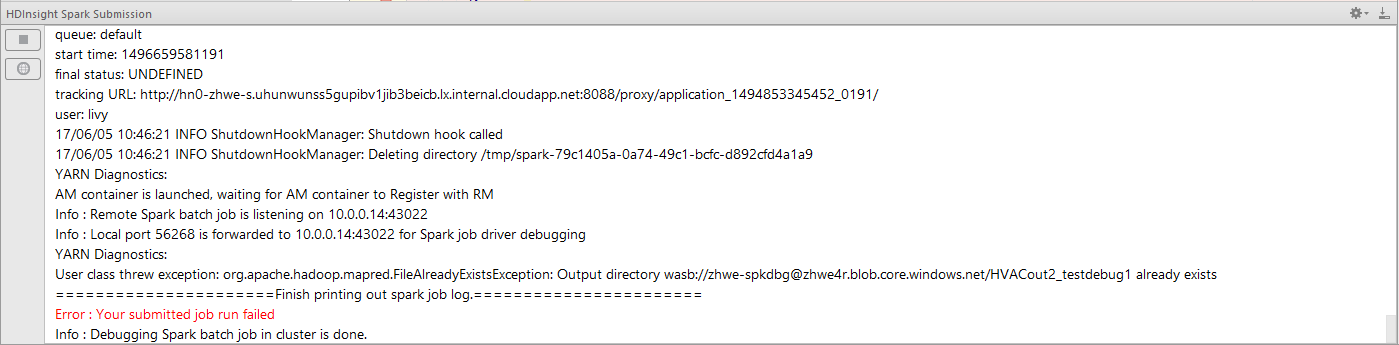 HDInsight Spark Submission
queue: default
start time: 1496659581191
final status: UNDEFINED
tracking URL: http://hn0-zhwe-s.uhunwunss5gupibv1jib3beicb.lx.internal.cloudapp.net:8088/proxy/application_1494853345452_0191/
user: livy
17/06/05 10:46:21 INFO ShutdownHookManager: Shutdown hook called
17/06/05 10:46:21 INFO ShutdownHookManager: Deleting directory /tmp/spark-79c1405a-0a74-49c1-bcfc-d892cfd4a1a9
YARN Diagnostics:
AM container is launched, waiting for AM container to Register with RM
Info : Remote Spark batch job is listening on 10.0.0.14:43022
Info : Local port 56268 is forwarded to 10.0.0.14:43022 for Spark job driver debugging
YARN Diagnostics:
User class threw exception: org.apache.hadoop.mapred.FileAlreadyExistsException: Output directory wasb://zhwe-spkdbg@zhwe4r.blob.core.windows.net/HVACout2_testdebug1 already exists
======================Finish printing out spark job log.=======================
Error : Your submitted job run failed
Info : Debugging Spark batch job in cluster is done.